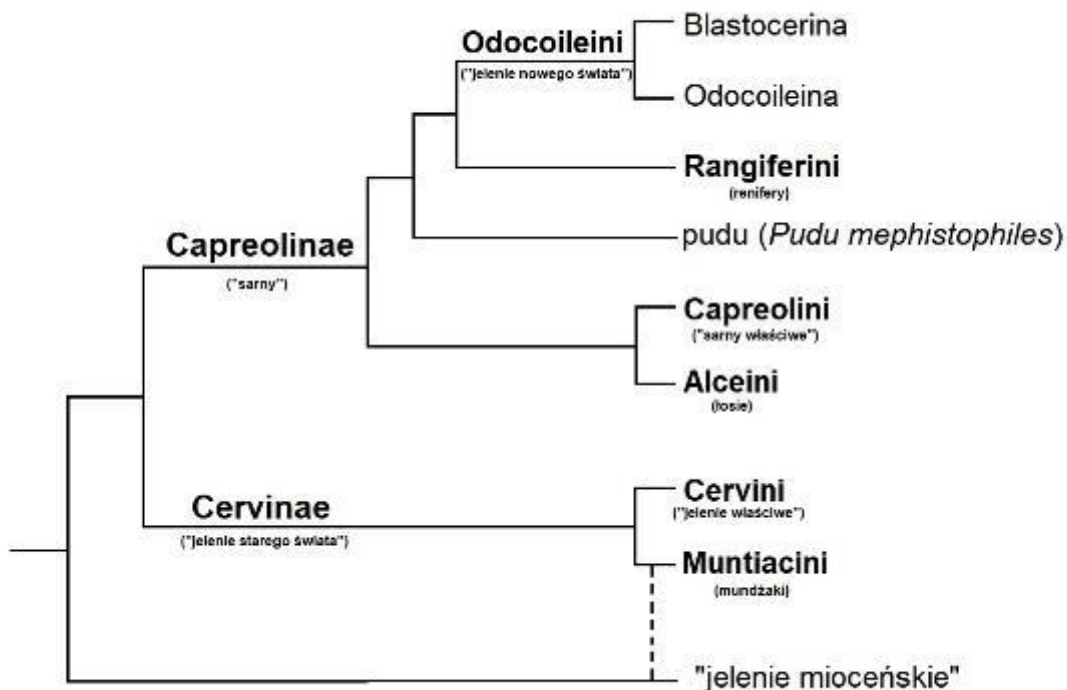 Blastocerina
Odocoileini
("jelenie nowego świata")
Odocoileina
Rangiferini
(renifery)
pudu (Pudu mephistophiles)
Capreolinae
("sarny")
Capreolini
("sarny właściwe")
Alceini
(łosie)
Cervini
("jelenie właściwe")
Cervinae
("jelenie starego świata")
Muntiacini
(mundżaki)
"jelenie mioceńskie"